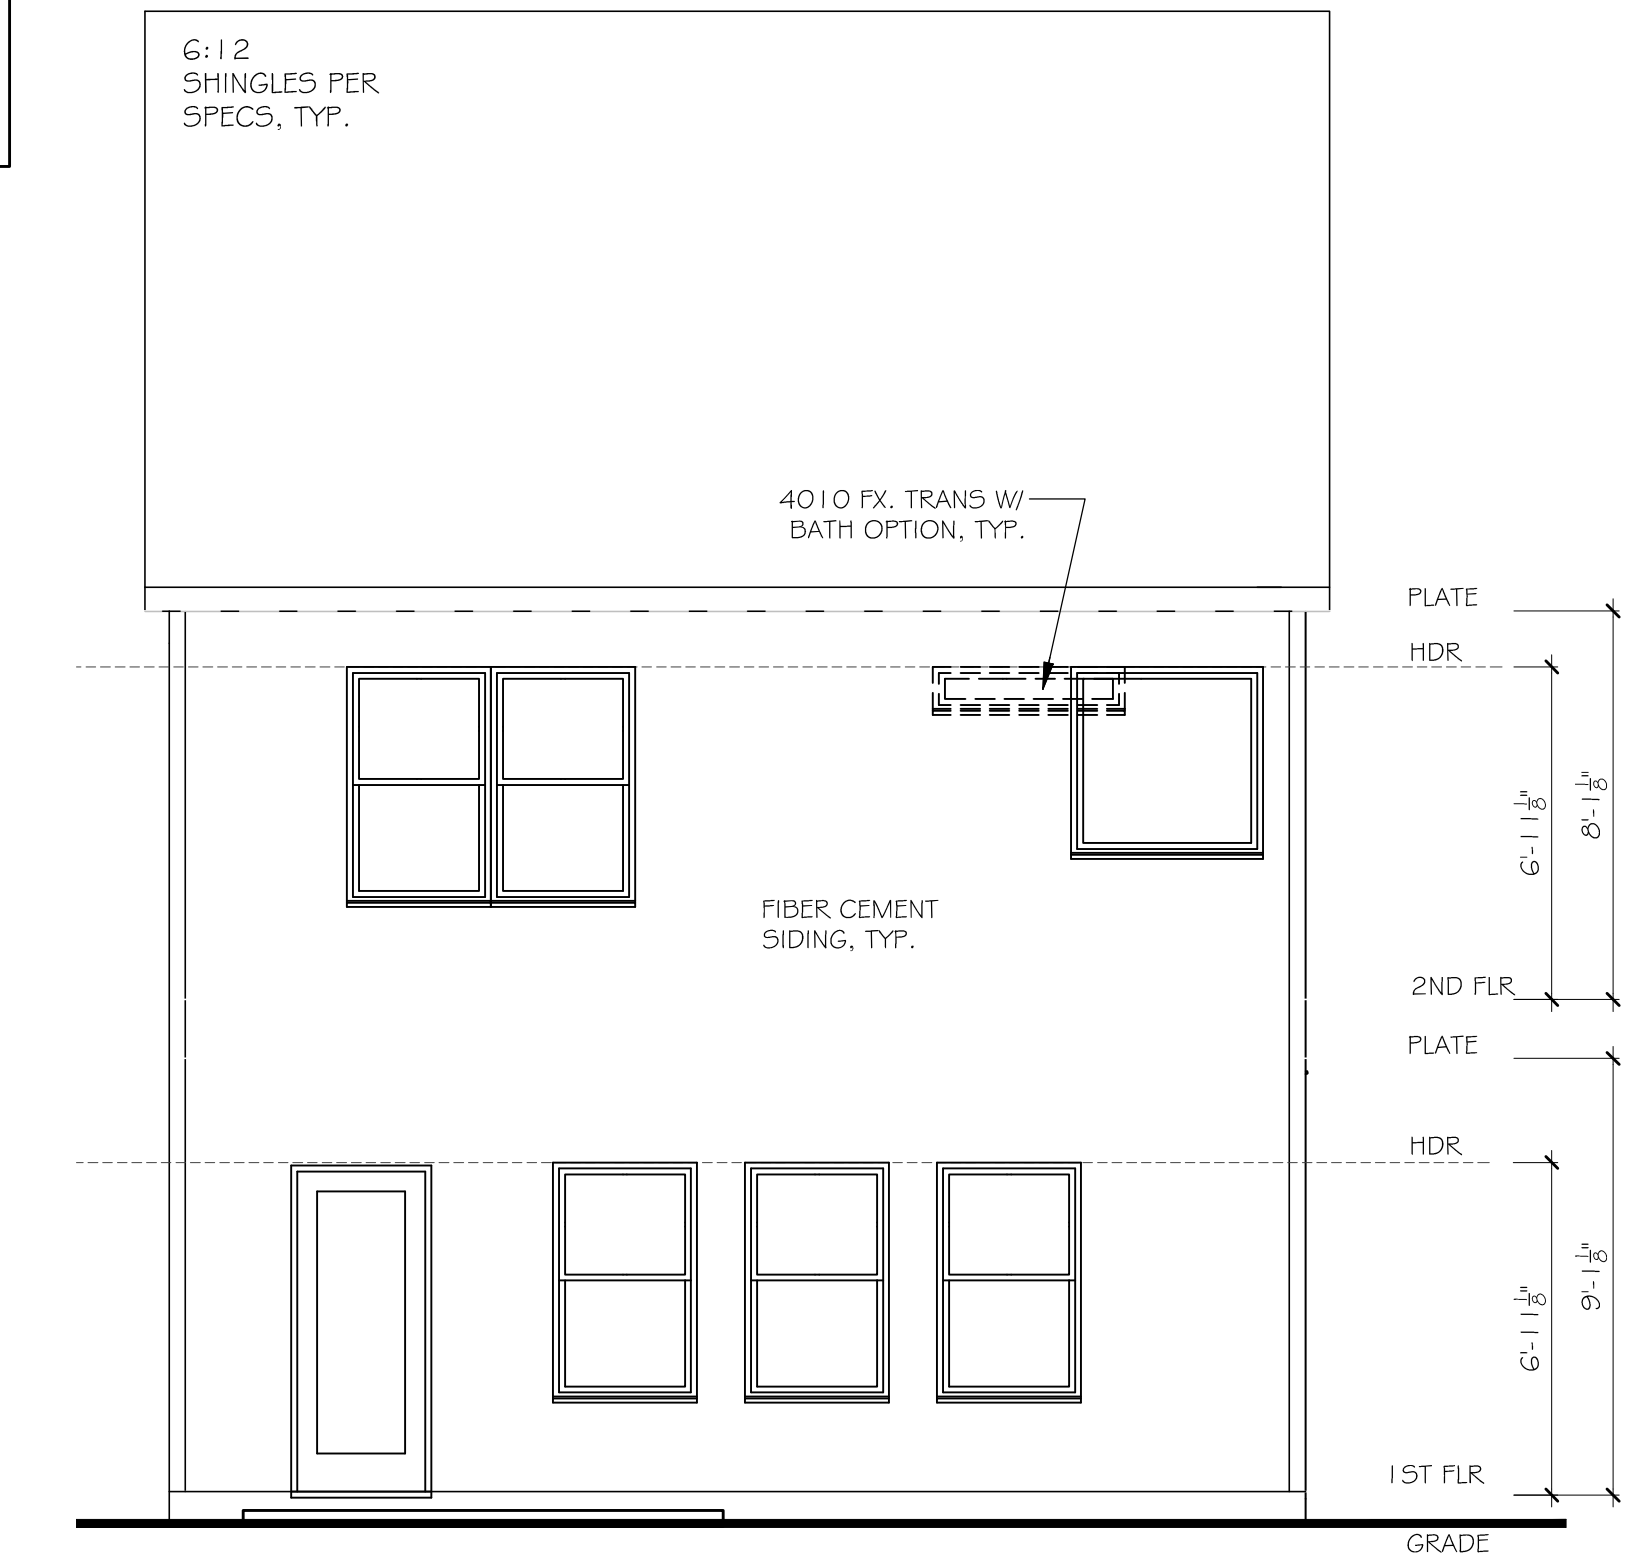 6:12
SHINGLES PER
SPECS, TYP.
4010 FX. TRANS W/
BATH OPTION, TYP.
PLATE
HDR
6'-11 1/8"
8'-1 1/8"
FIBER CEMENT
SIDING, TYP.
2ND FLR
PLATE
HDR
6'-11 1/8"
9'-1 1/8"
1ST FLR
GRADE